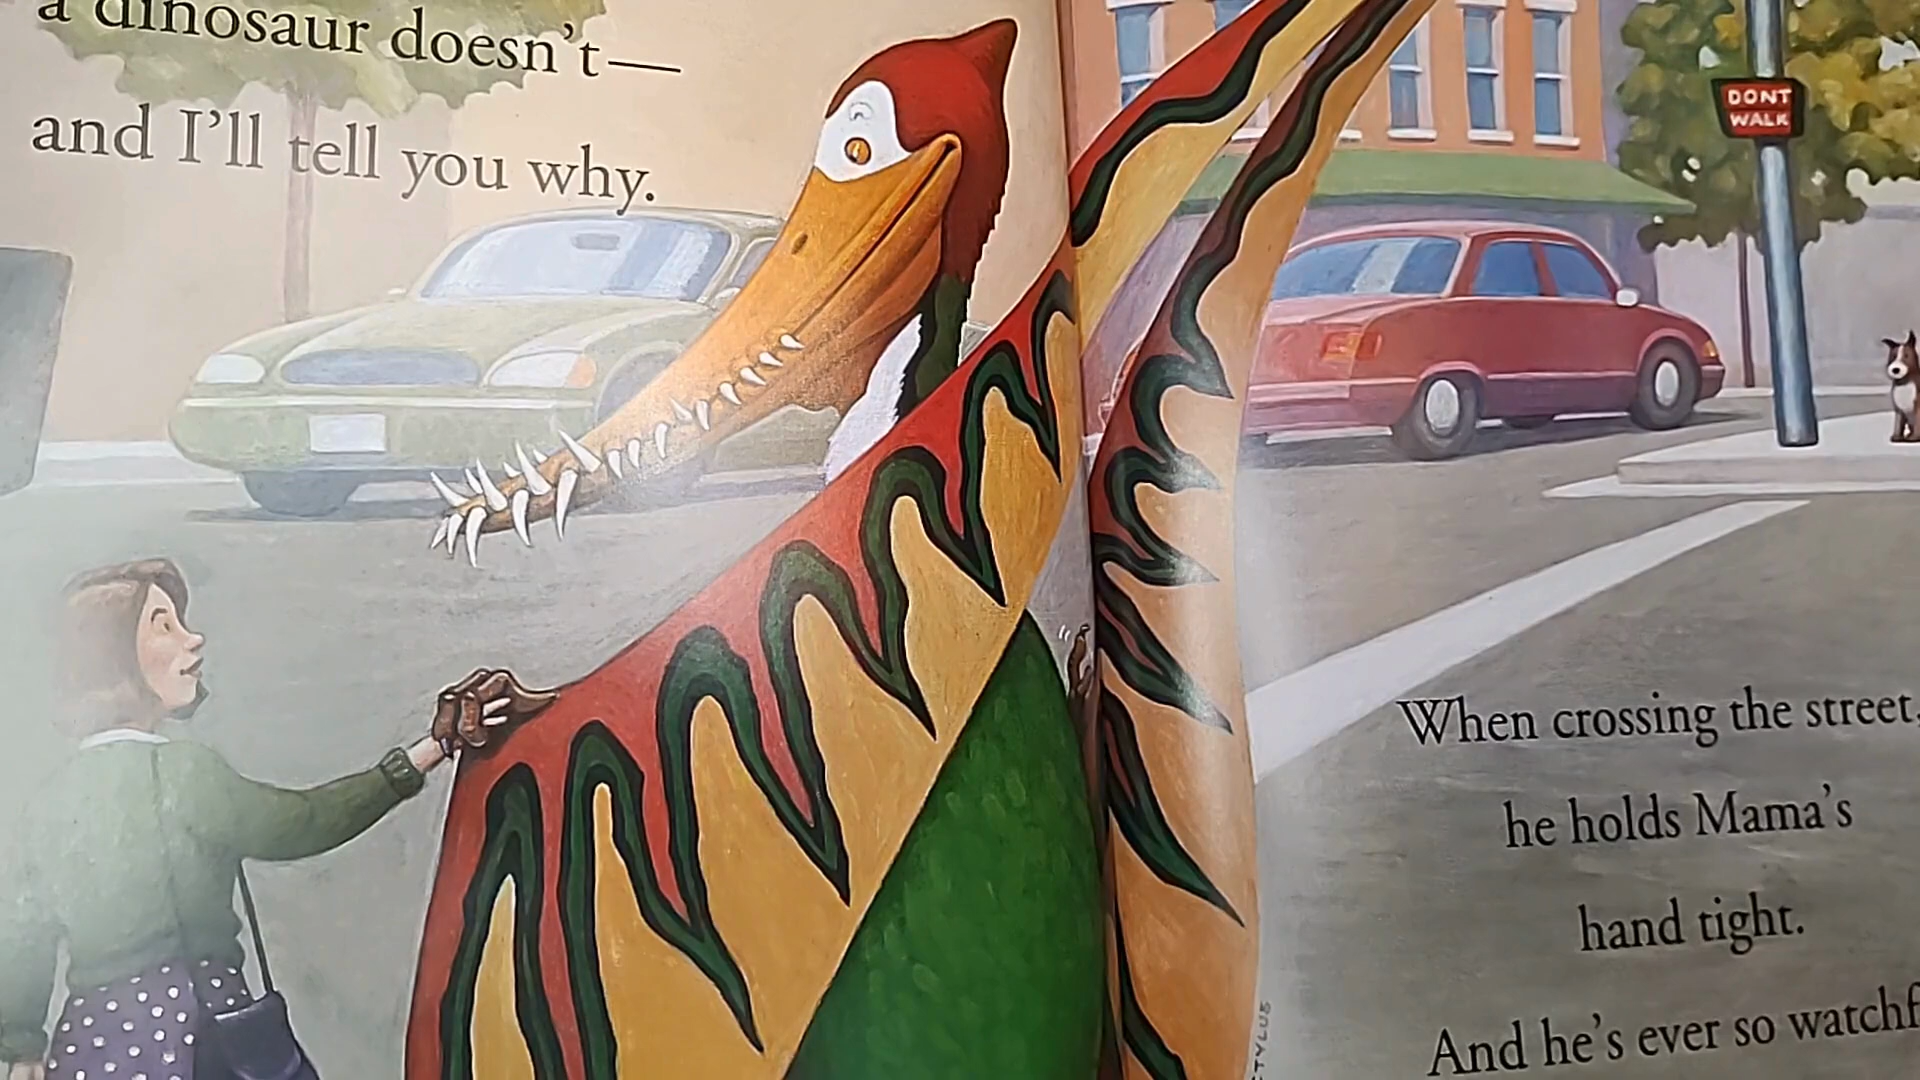 a dinosaur doesn't—
and I'll tell you why.
DONT
WALK
When crossing the street,
he holds Mama's
hand tight.
And he's ever so